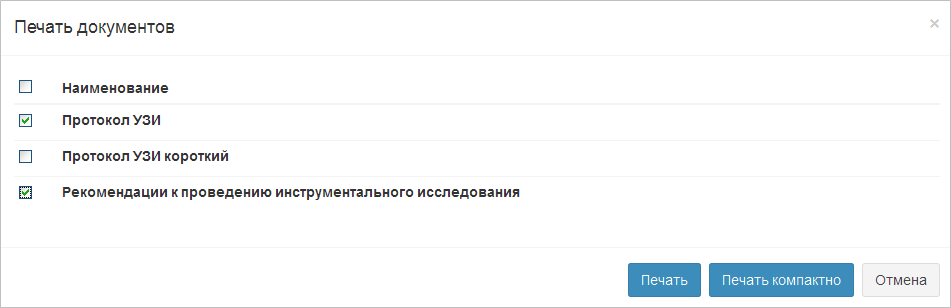 Печать документов
×
Наименование
Протокол УЗИ
Протокол УЗИ короткий
Рекомендации к проведению инструментального исследования
Печать Печать компактно Отмена